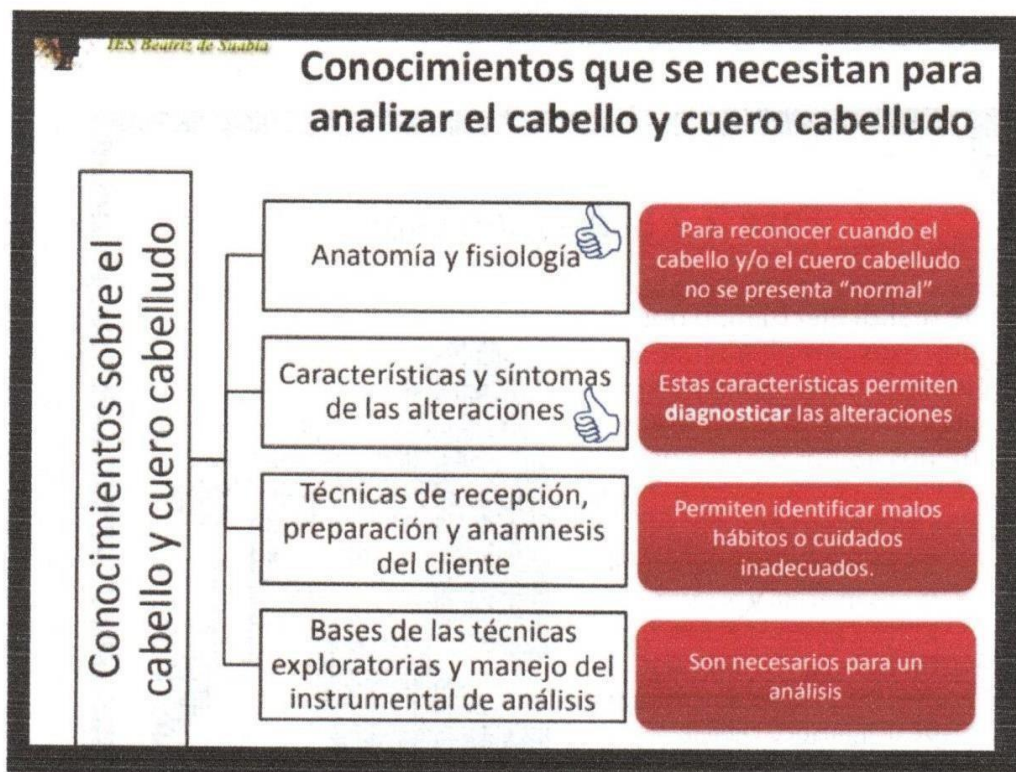 IES Beatriz de Suabia
Conocimientos que se necesitan para
analizar el cabello y cuero cabelludo
Conocimientos sobre el
cabello y cuero cabelludo
Anatomía y fisiología
Para reconocer cuando el
cabello y/o el cuero cabelludo
no se presenta "normal"
Características y síntomas
de las alteraciones
Estas características permiten
diagnosticar las alteraciones
Técnicas de recepción,
preparación y anamnesis
del cliente
Permiten identificar malos
hábitos o cuidados
inadecuados.
Bases de las técnicas
exploratorias y manejo del
instrumental de análisis
Son necesarios para un
análisis